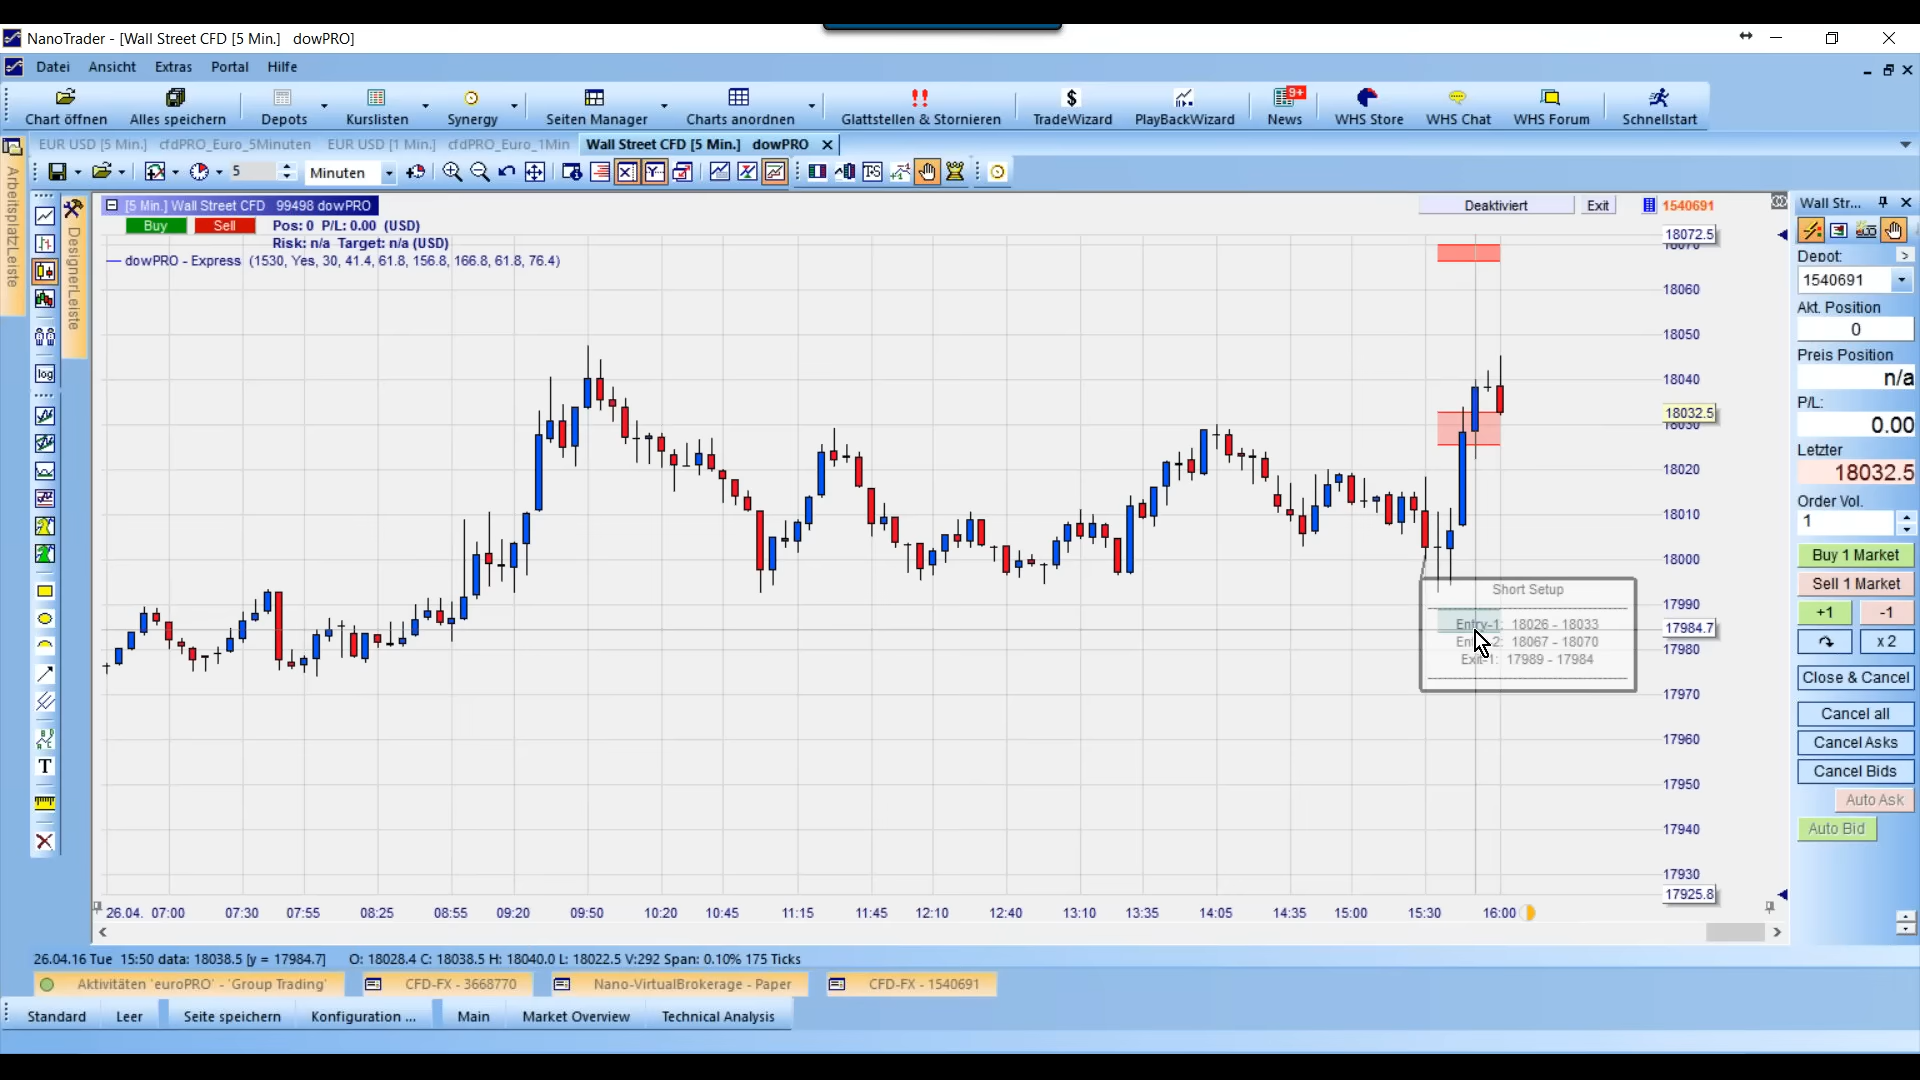 NanoTrader - [Wall Street CFD [5 Min.]   dowPRO]
Datei Ansicht Extras Portal Hilfe
Chart öffnen Alles speichern Depots Kurslisten Synergy Seiten Manager Charts anordnen Glattstellen & Stornieren TradeWizard PlayBackWizard 9+ News WHS Store WHS Chat WHS Forum Schnellstart
EUR USD [5 Min.]   cfdPRO_Euro_5Minuten EUR USD [1 Min.]   cfdPRO_Euro_1Min Wall Street CFD [5 Min.]   dowPRO
5 Minuten
ArbeitsplatzLeiste
DesignerLeiste
log
T
[5 Min.] Wall Street CFD   99498 dowPRO
Deaktiviert Exit 1540691
Buy Sell Pos: 0  P/L: 0.00  (USD)
Risk: n/a  Target: n/a (USD)
dowPRO - Express  (1530, Yes, 30, 41.4, 61.8, 156.8, 166.8, 61.8, 76.4)
18072.5
18070
18060
18050
18040
18032.5
18030
18020
18010
18000
17990
17984.7
17980
17970
17960
17950
17940
17930
17925.8
Short Setup
Entry-1:  18026 - 18033
18067 - 18070
17989 - 17984
26.04. 07:00 07:30 07:55 08:25 08:55 09:20 09:50 10:20 10:45 11:15 11:45 12:10 12:40 13:10 13:35 14:05 14:35 15:00 15:30 16:00
Wall Str...
Depot:
1540691
Akt. Position
0
Preis Position
n/a
P/L:
0.00
Letzter
18032.5
Order Vol.
1
Buy 1 Market
Sell 1 Market
+1 -1
x 2
Close & Cancel
Cancel all
Cancel Asks
Cancel Bids
Auto Ask
Auto Bid
26.04.16 Tue  15:50 data: 18038.5 [y = 17984.7] O: 18028.4 C: 18038.5 H: 18040.0 L: 18022.5 V:292 Span: 0.10% 175 Ticks
Aktivitäten 'euroPRO' - 'Group Trading' CFD-FX - 3668770 Nano-VirtualBrokerage - Paper CFD-FX - 1540691
Standard Leer Seite speichern Konfiguration ... Main Market Overview Technical Analysis